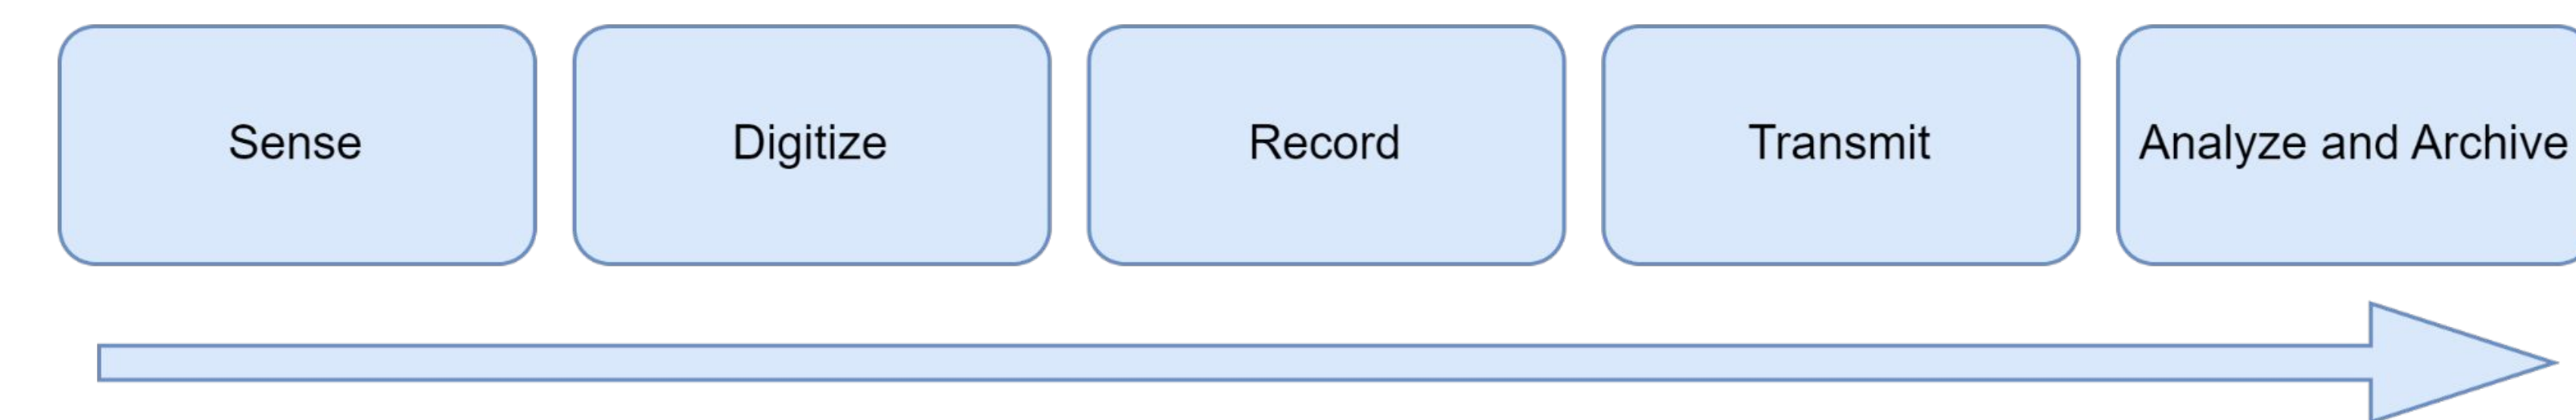 Sense
Digitize
Record
Transmit
Analyze and Archive